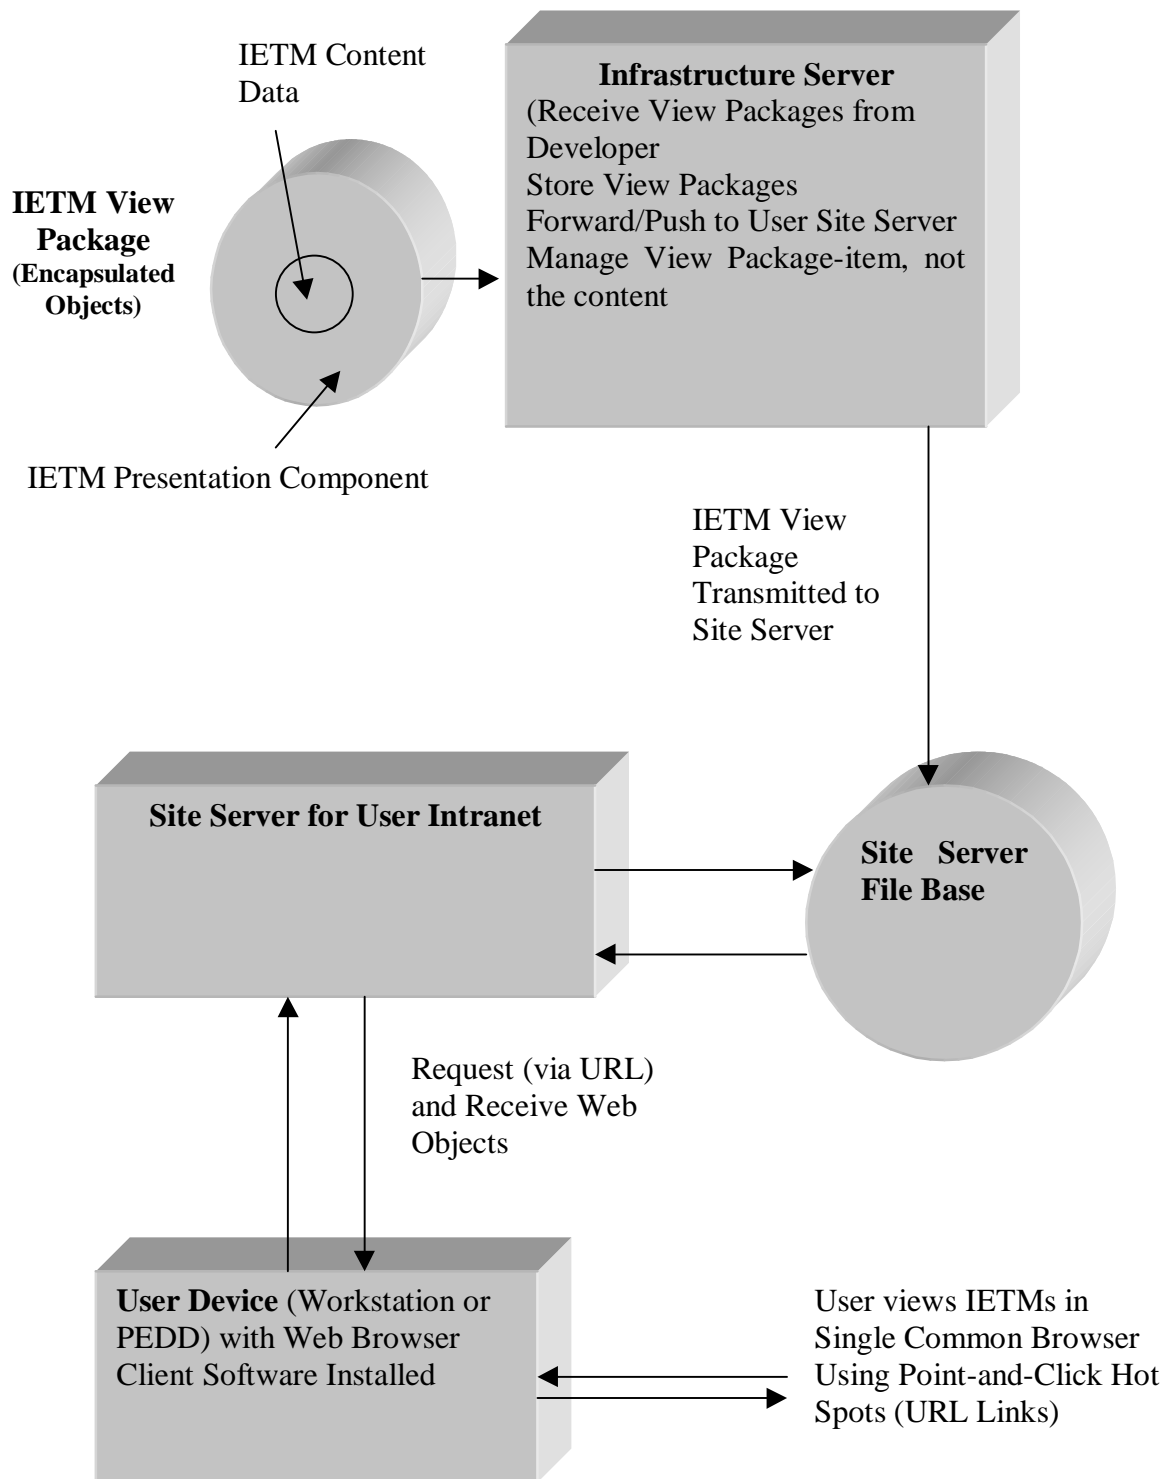 IETM Content
Data
Infrastructure Server
(Receive View Packages from
Developer
Store View Packages
Forward/Push to User Site Server
Manage View Package-item, not
the content
IETM View
Package
(Encapsulated
Objects)
IETM Presentation Component
IETM View
Package
Transmitted to
Site Server
Site Server for User Intranet
Site Server
File Base
Request (via URL)
and Receive Web
Objects
User Device (Workstation or
PEDD) with Web Browser
Client Software Installed
User views IETMs in
Single Common Browser
Using Point-and-Click Hot
Spots (URL Links)